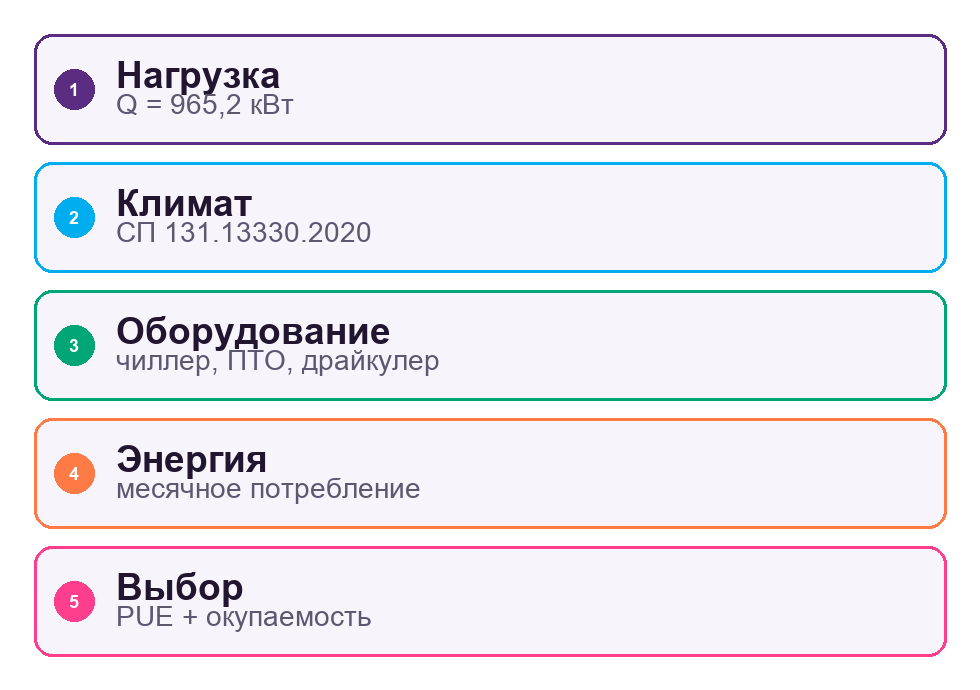 1
Нагрузка
Q = 965,2 кВт
2
Климат
СП 131.13330.2020
3
Оборудование
чиллер, ПТО, драйкулер
4
Энергия
месячное потребление
5
Выбор
PUE + окупаемость